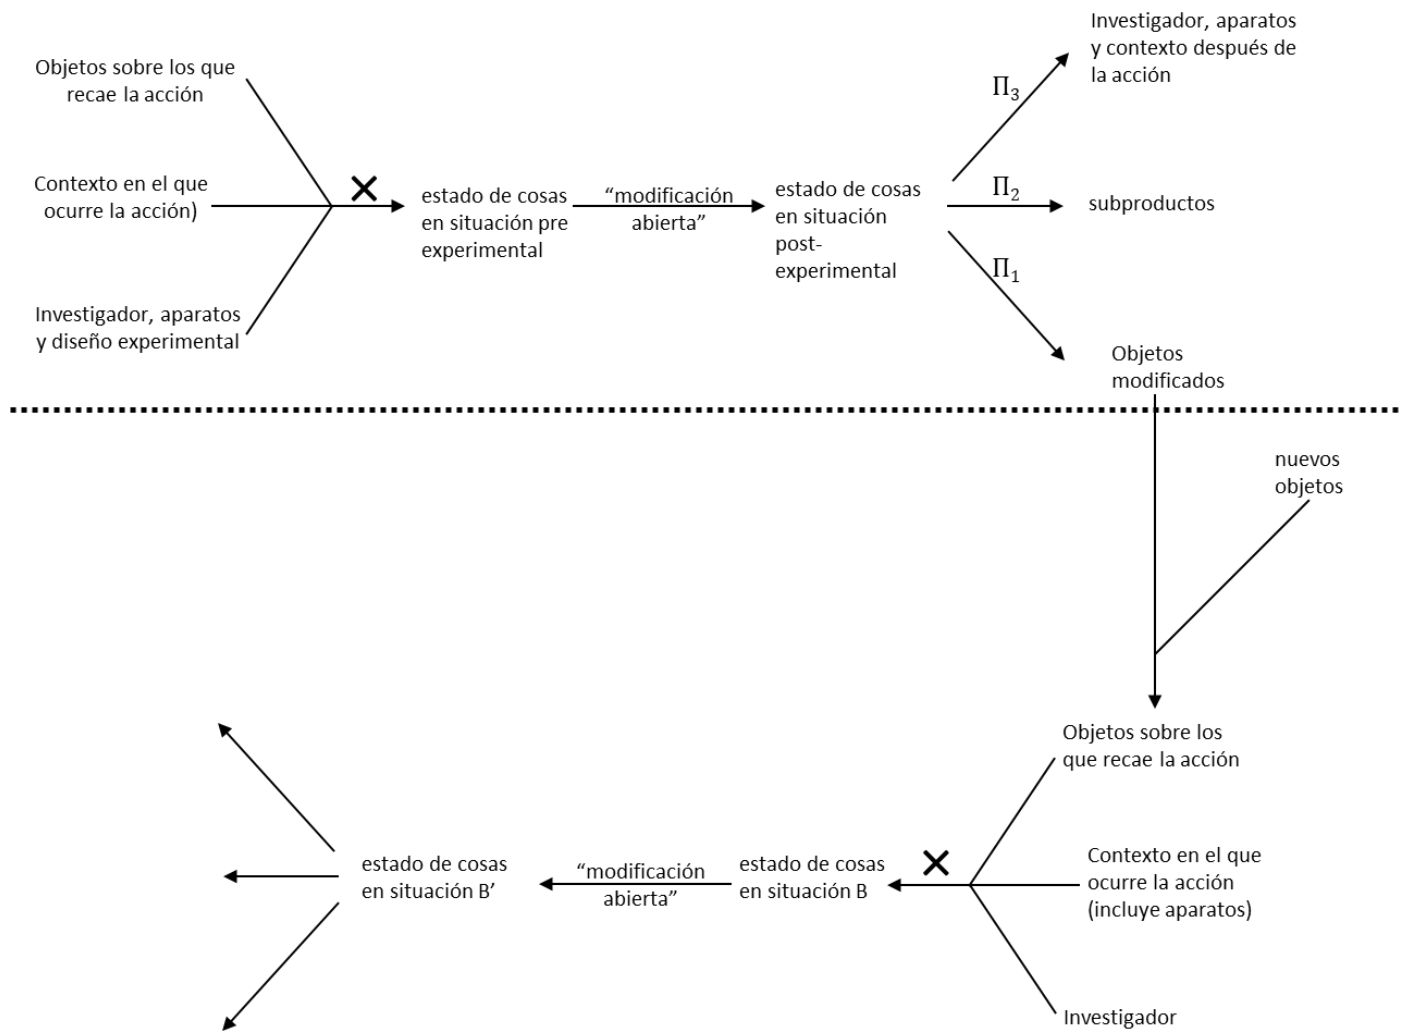 Objetos sobre los que
recae la acción
Contexto en el que
ocurre la acción)
Investigador, aparatos
y diseño experimental
estado de cosas
en situación pre
experimental
“modificación
abierta”
estado de cosas
en situación
post-
experimental
Π3
Π2
Π1
Investigador, aparatos
y contexto después de
la acción
subproductos
Objetos
modificados
nuevos
objetos
Objetos sobre los
que recae la acción
Contexto en el que
ocurre la acción
(incluye aparatos)
Investigador
estado de cosas
en situación B
“modificación
abierta”
estado de cosas
en situación B’